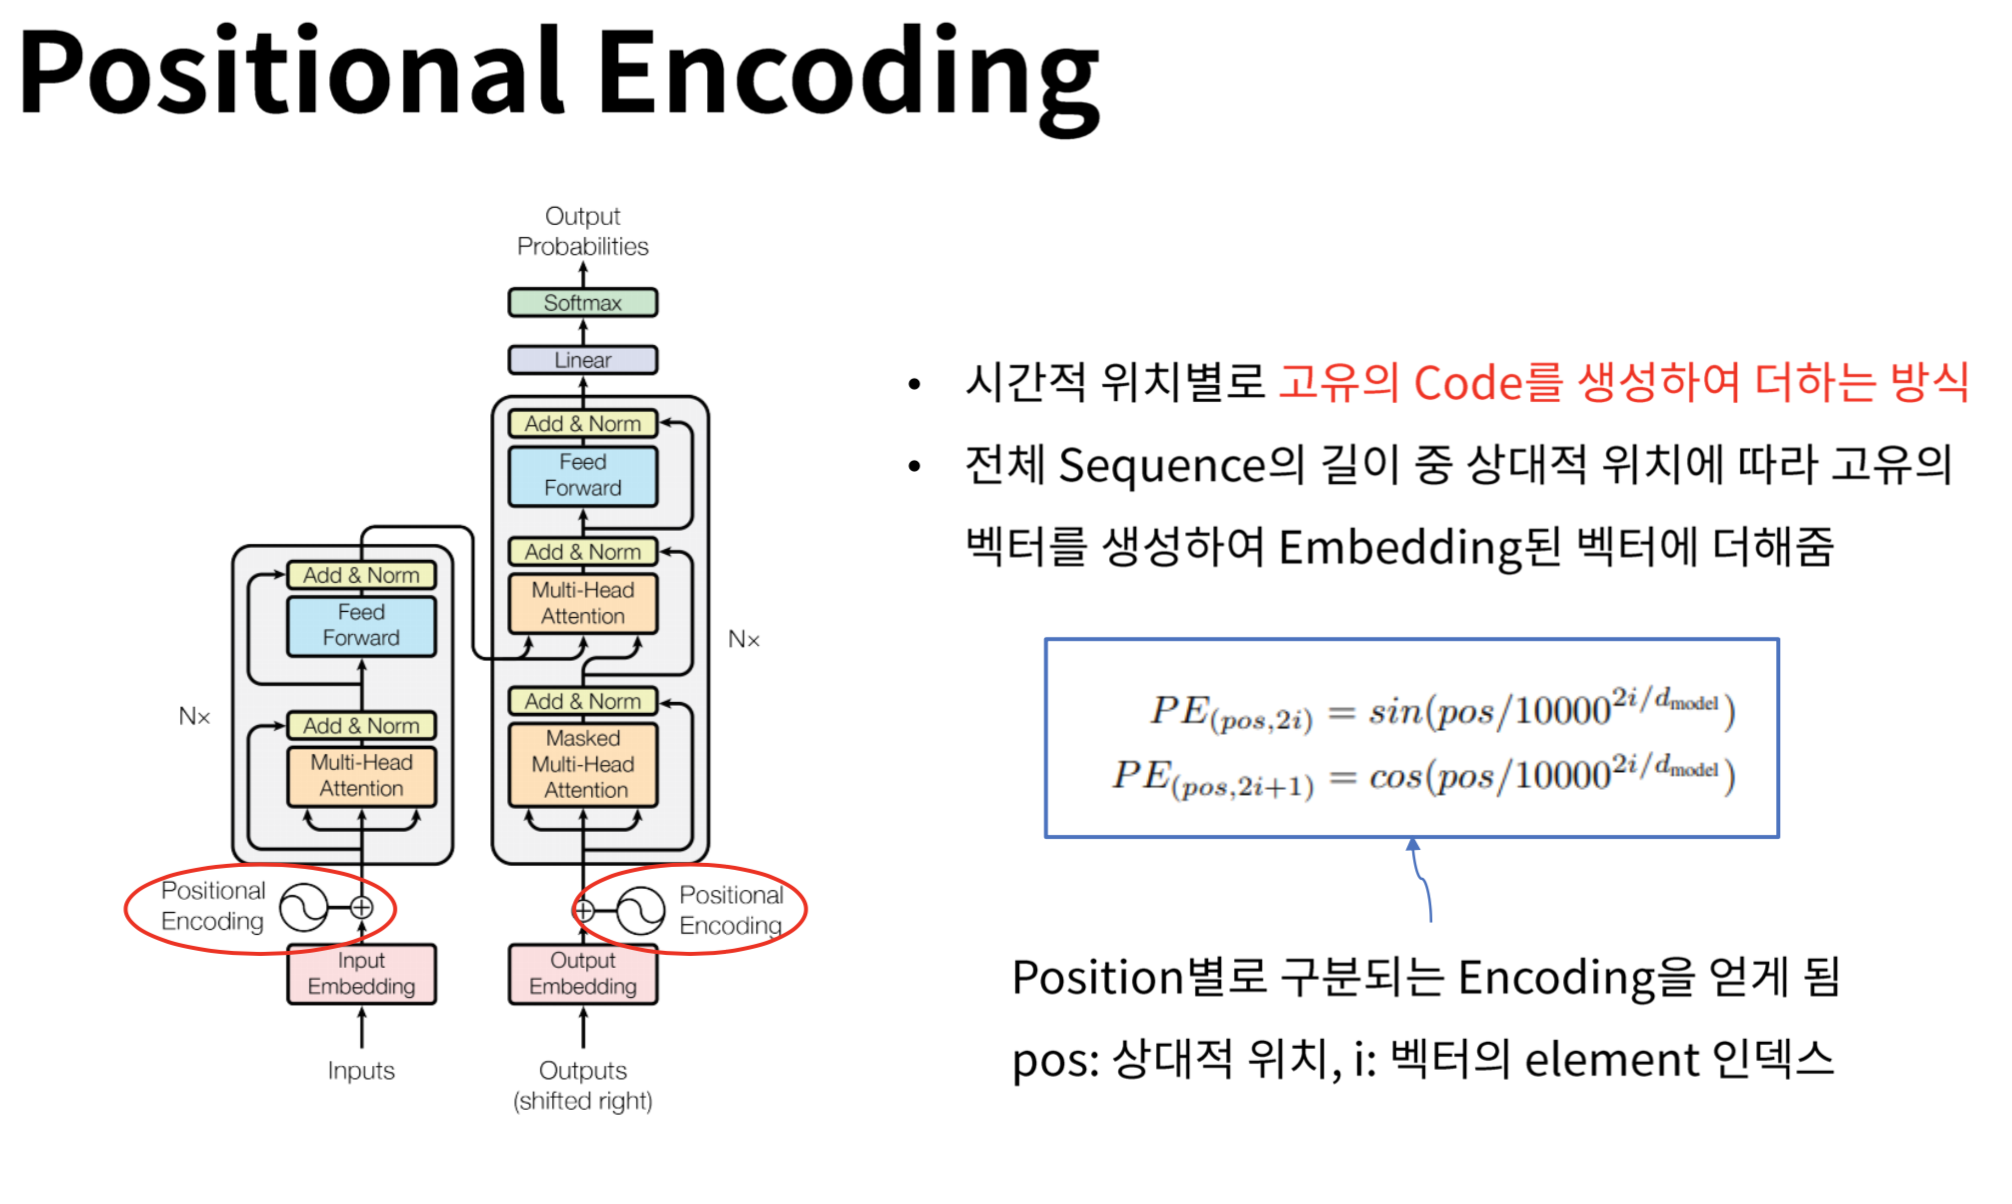 Positional Encoding
Output
Probabilities
Softmax
Linear
Add & Norm
Feed
Forward
Add & Norm
Multi-Head
Attention
Nx
Add & Norm
Masked
Multi-Head
Attention
Add & Norm
Feed
Forward
Nx
Add & Norm
Multi-Head
Attention
Positional
Encoding
Positional
Encoding
Input
Embedding
Output
Embedding
Inputs
Outputs
(shifted right)
• 시간적 위치별로 고유의 Code를 생성하여 더하는 방식
• 전체 Sequence의 길이 중 상대적 위치에 따라 고유의
벡터를 생성하여 Embedding된 벡터에 더해줌
PE(pos,2i) = sin(pos/10000^2i/dmodel)
PE(pos,2i+1) = cos(pos/10000^2i/dmodel)
Position별로 구분되는 Encoding을 얻게 됨
pos: 상대적 위치, i: 벡터의 element 인덱스